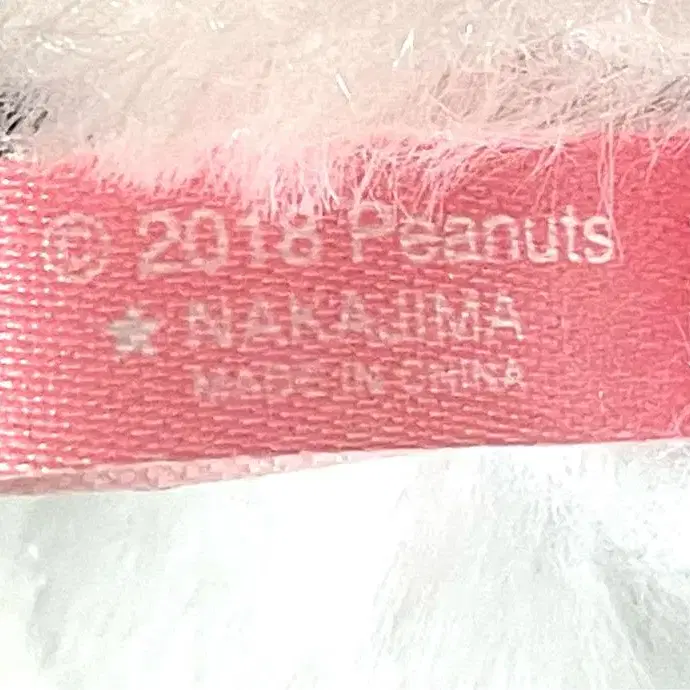 © 2018 Peanuts
★ NAKAJIMA
MADE IN CHINA